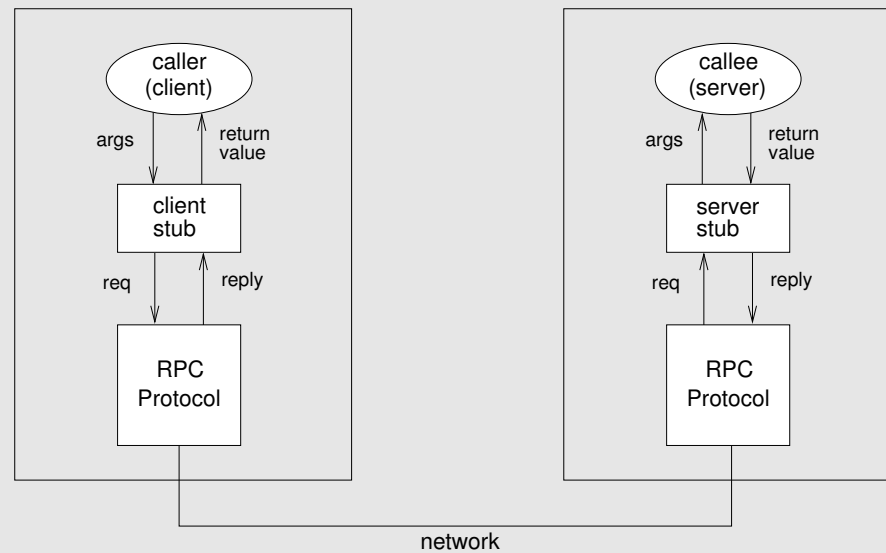 caller
(client)
args
return
value
client
stub
req
reply
RPC
Protocol
callee
(server)
args
return
value
server
stub
req
reply
RPC
Protocol
network